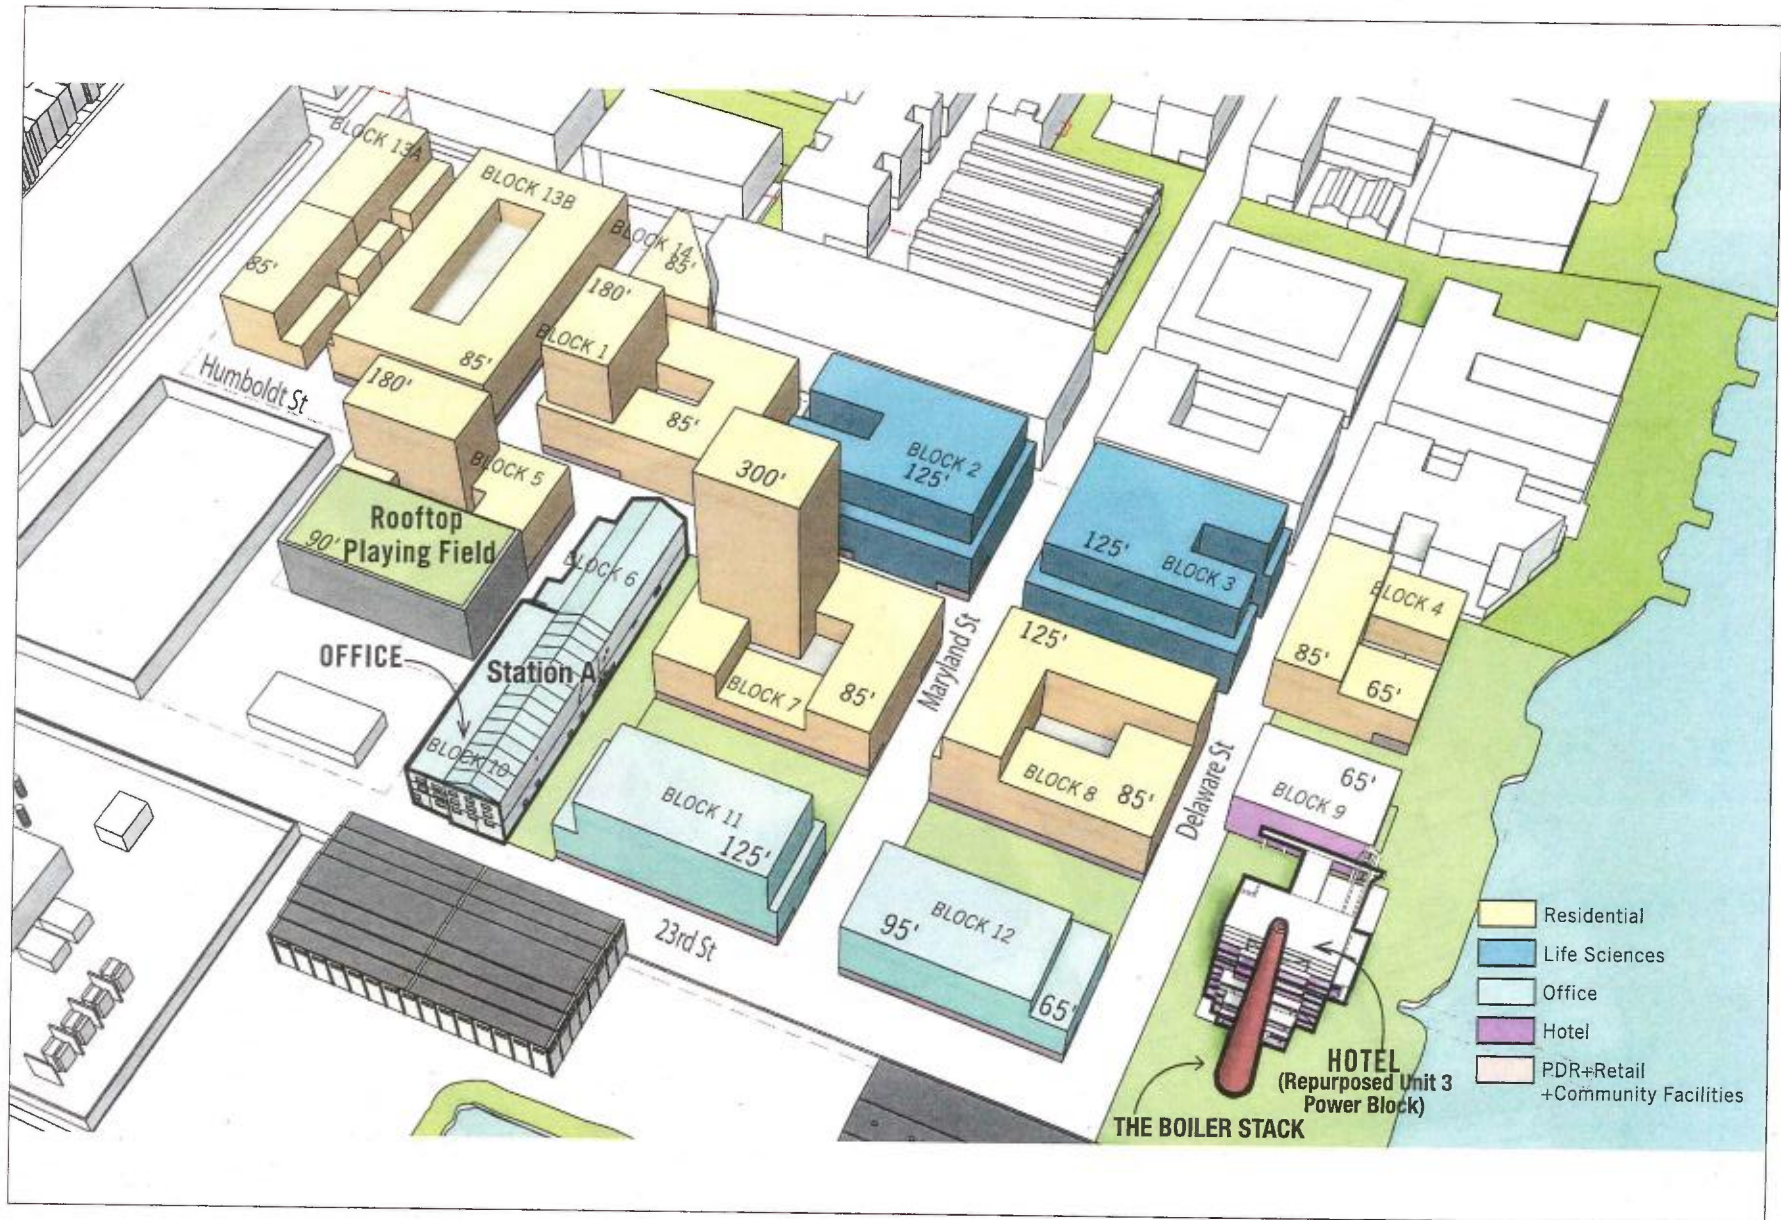 BLOCK 13A
BLOCK 13B
BLOCK 14
85'
85'
180'
BLOCK 1
85'
180'
Humboldt St
85'
BLOCK 2
125'
300'
BLOCK 5
Rooftop
Playing Field
90'
125'
BLOCK 3
BLOCK 6
BLOCK 4
125'
85'
65'
OFFICE
Station A
BLOCK 7
85'
Maryland St
BLOCK 10
BLOCK 8
85'
Delaware St
65'
BLOCK 9
BLOCK 11
125'
95'
BLOCK 12
65'
23rd St
Residential
Life Sciences
Office
Hotel
PDR+Retail
+Community Facilities
HOTEL
(Repurposed Unit 3
Power Block)
THE BOILER STACK